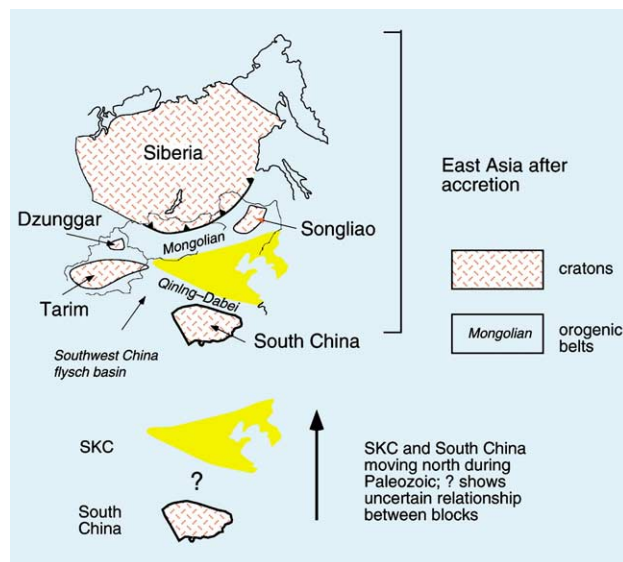 Siberia
East Asia after
accretion
Dzunggar
Songliao
Mongolian
cratons
QinIng–Dabei
Tarim
South China
Mongolian
orogenic
belts
Southwest China
flysch basin
SKC
SKC and South China
moving north during
Paleozoic; ? shows
uncertain relationship
between blocks
?
South
China